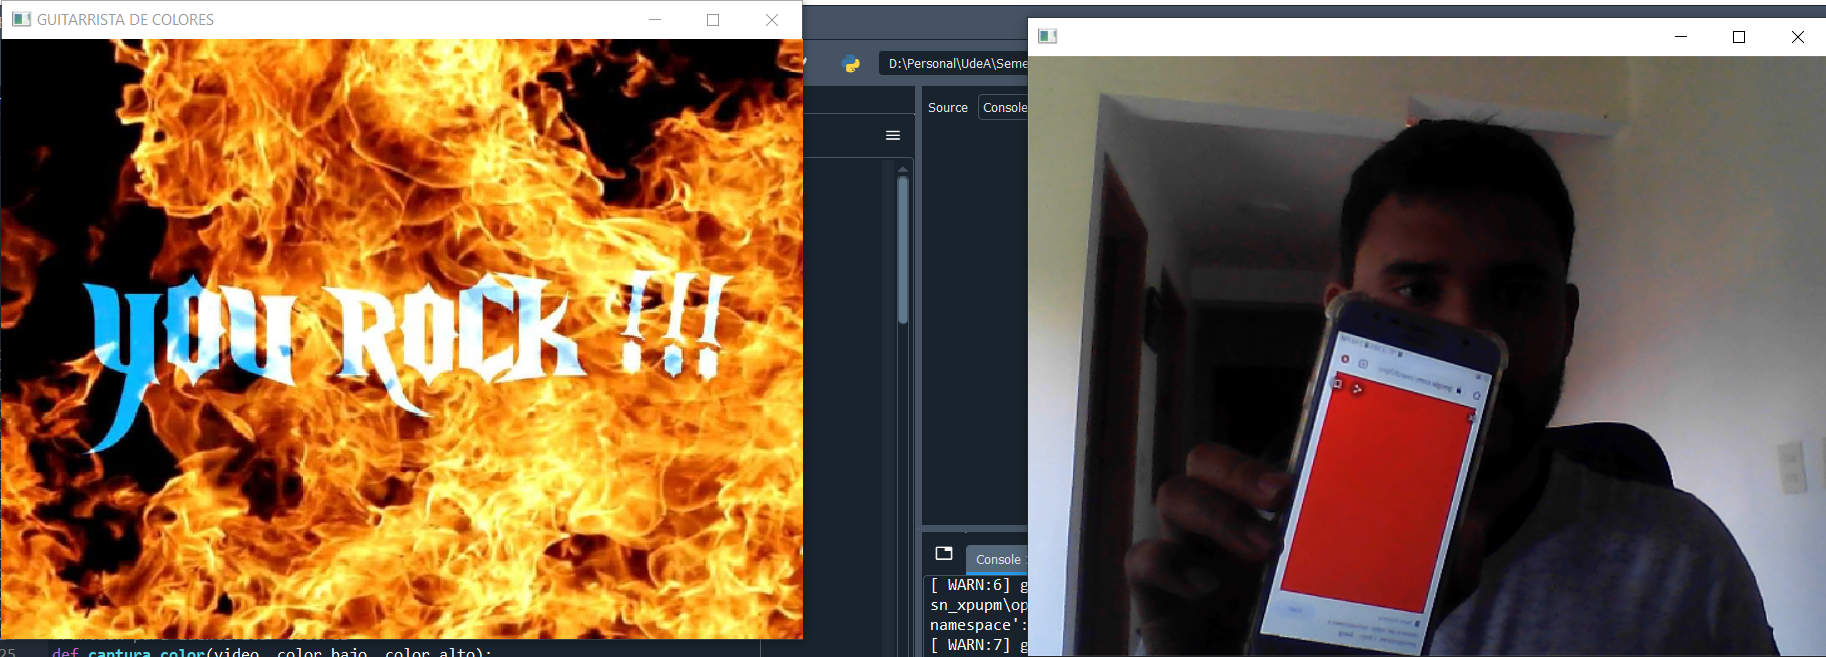 GUITARRISTA DE COLORES
D:\Personal\UdeA\Seme
Source
Console
YOU ROCK !!!
Console
[ WARN:6] g
sn_xpupm\op
namespace':
[ WARN:7] g
25 def captura_color(video, color_bajo, color_alto):